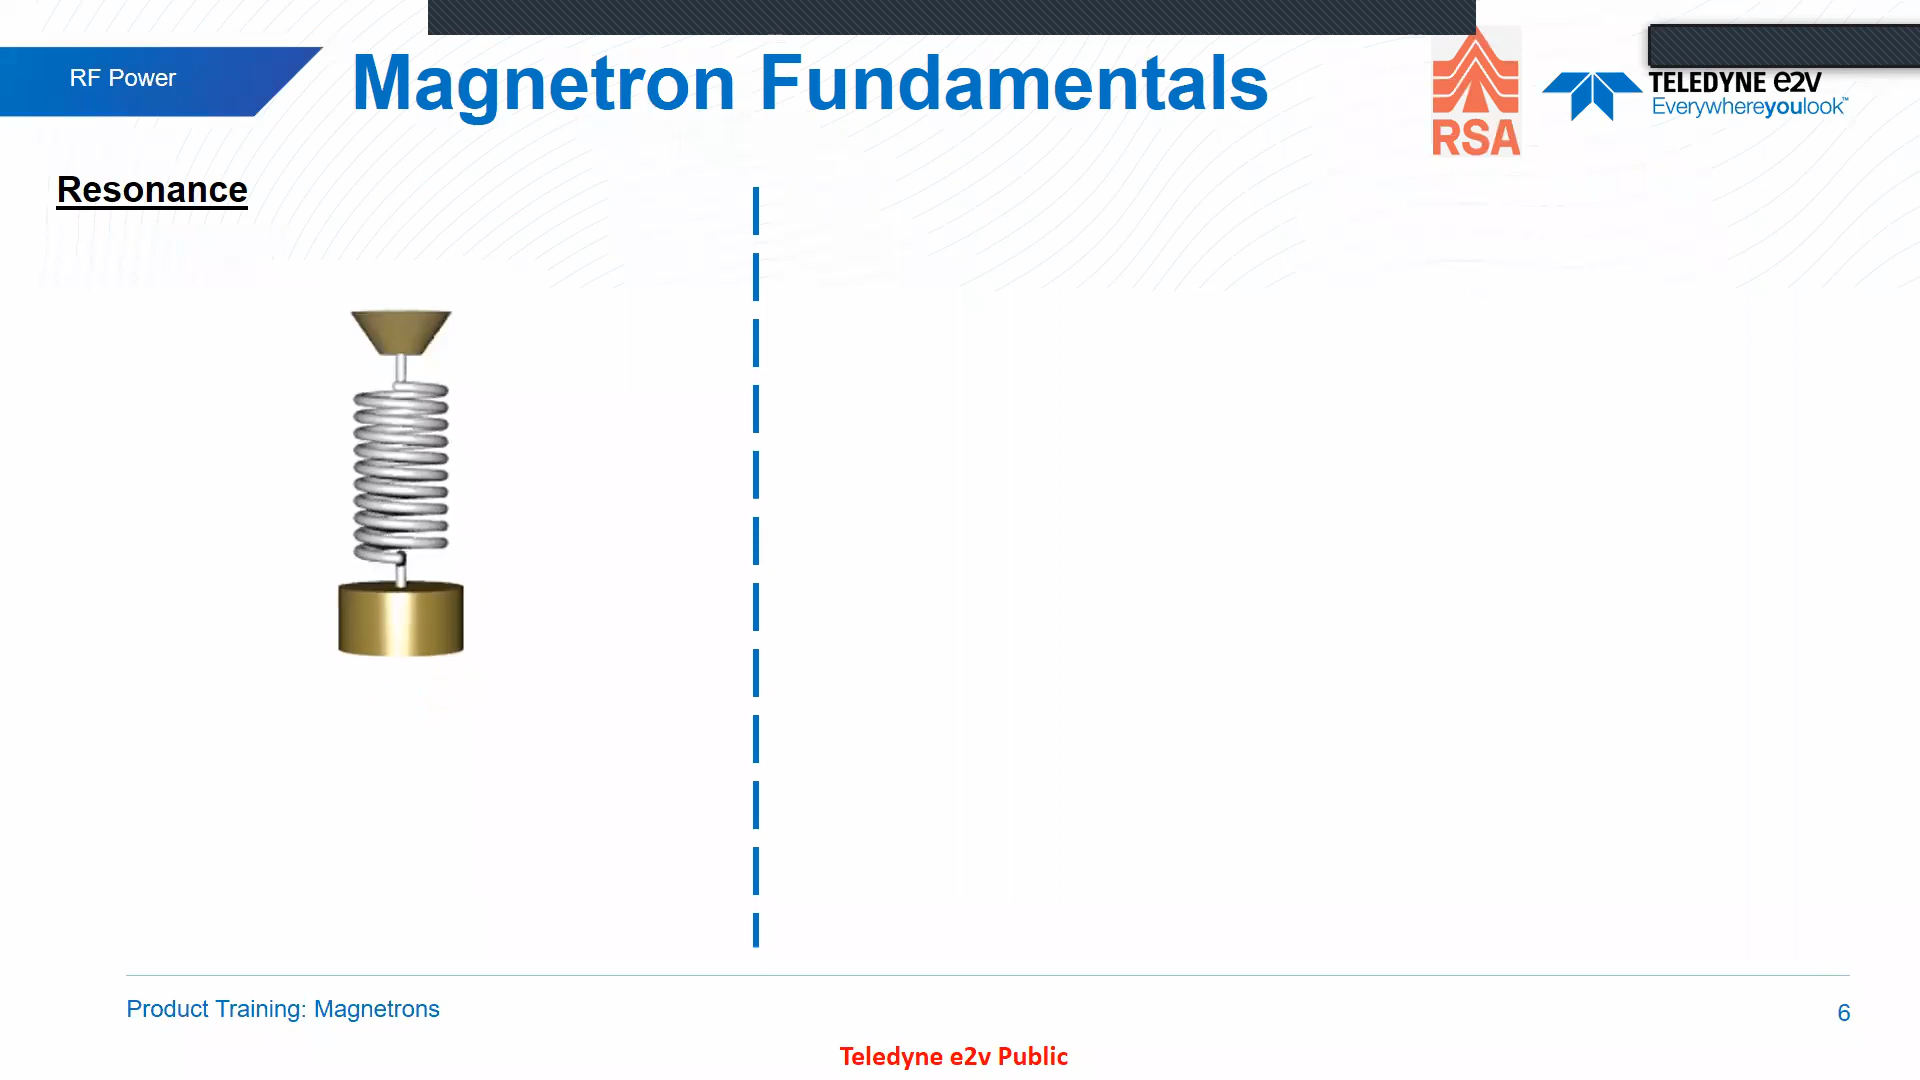 RF Power
Magnetron Fundamentals
RSA
TELEDYNE e2v
Everywhereyoulook™
Resonance
Product Training: Magnetrons
6
Teledyne e2v Public